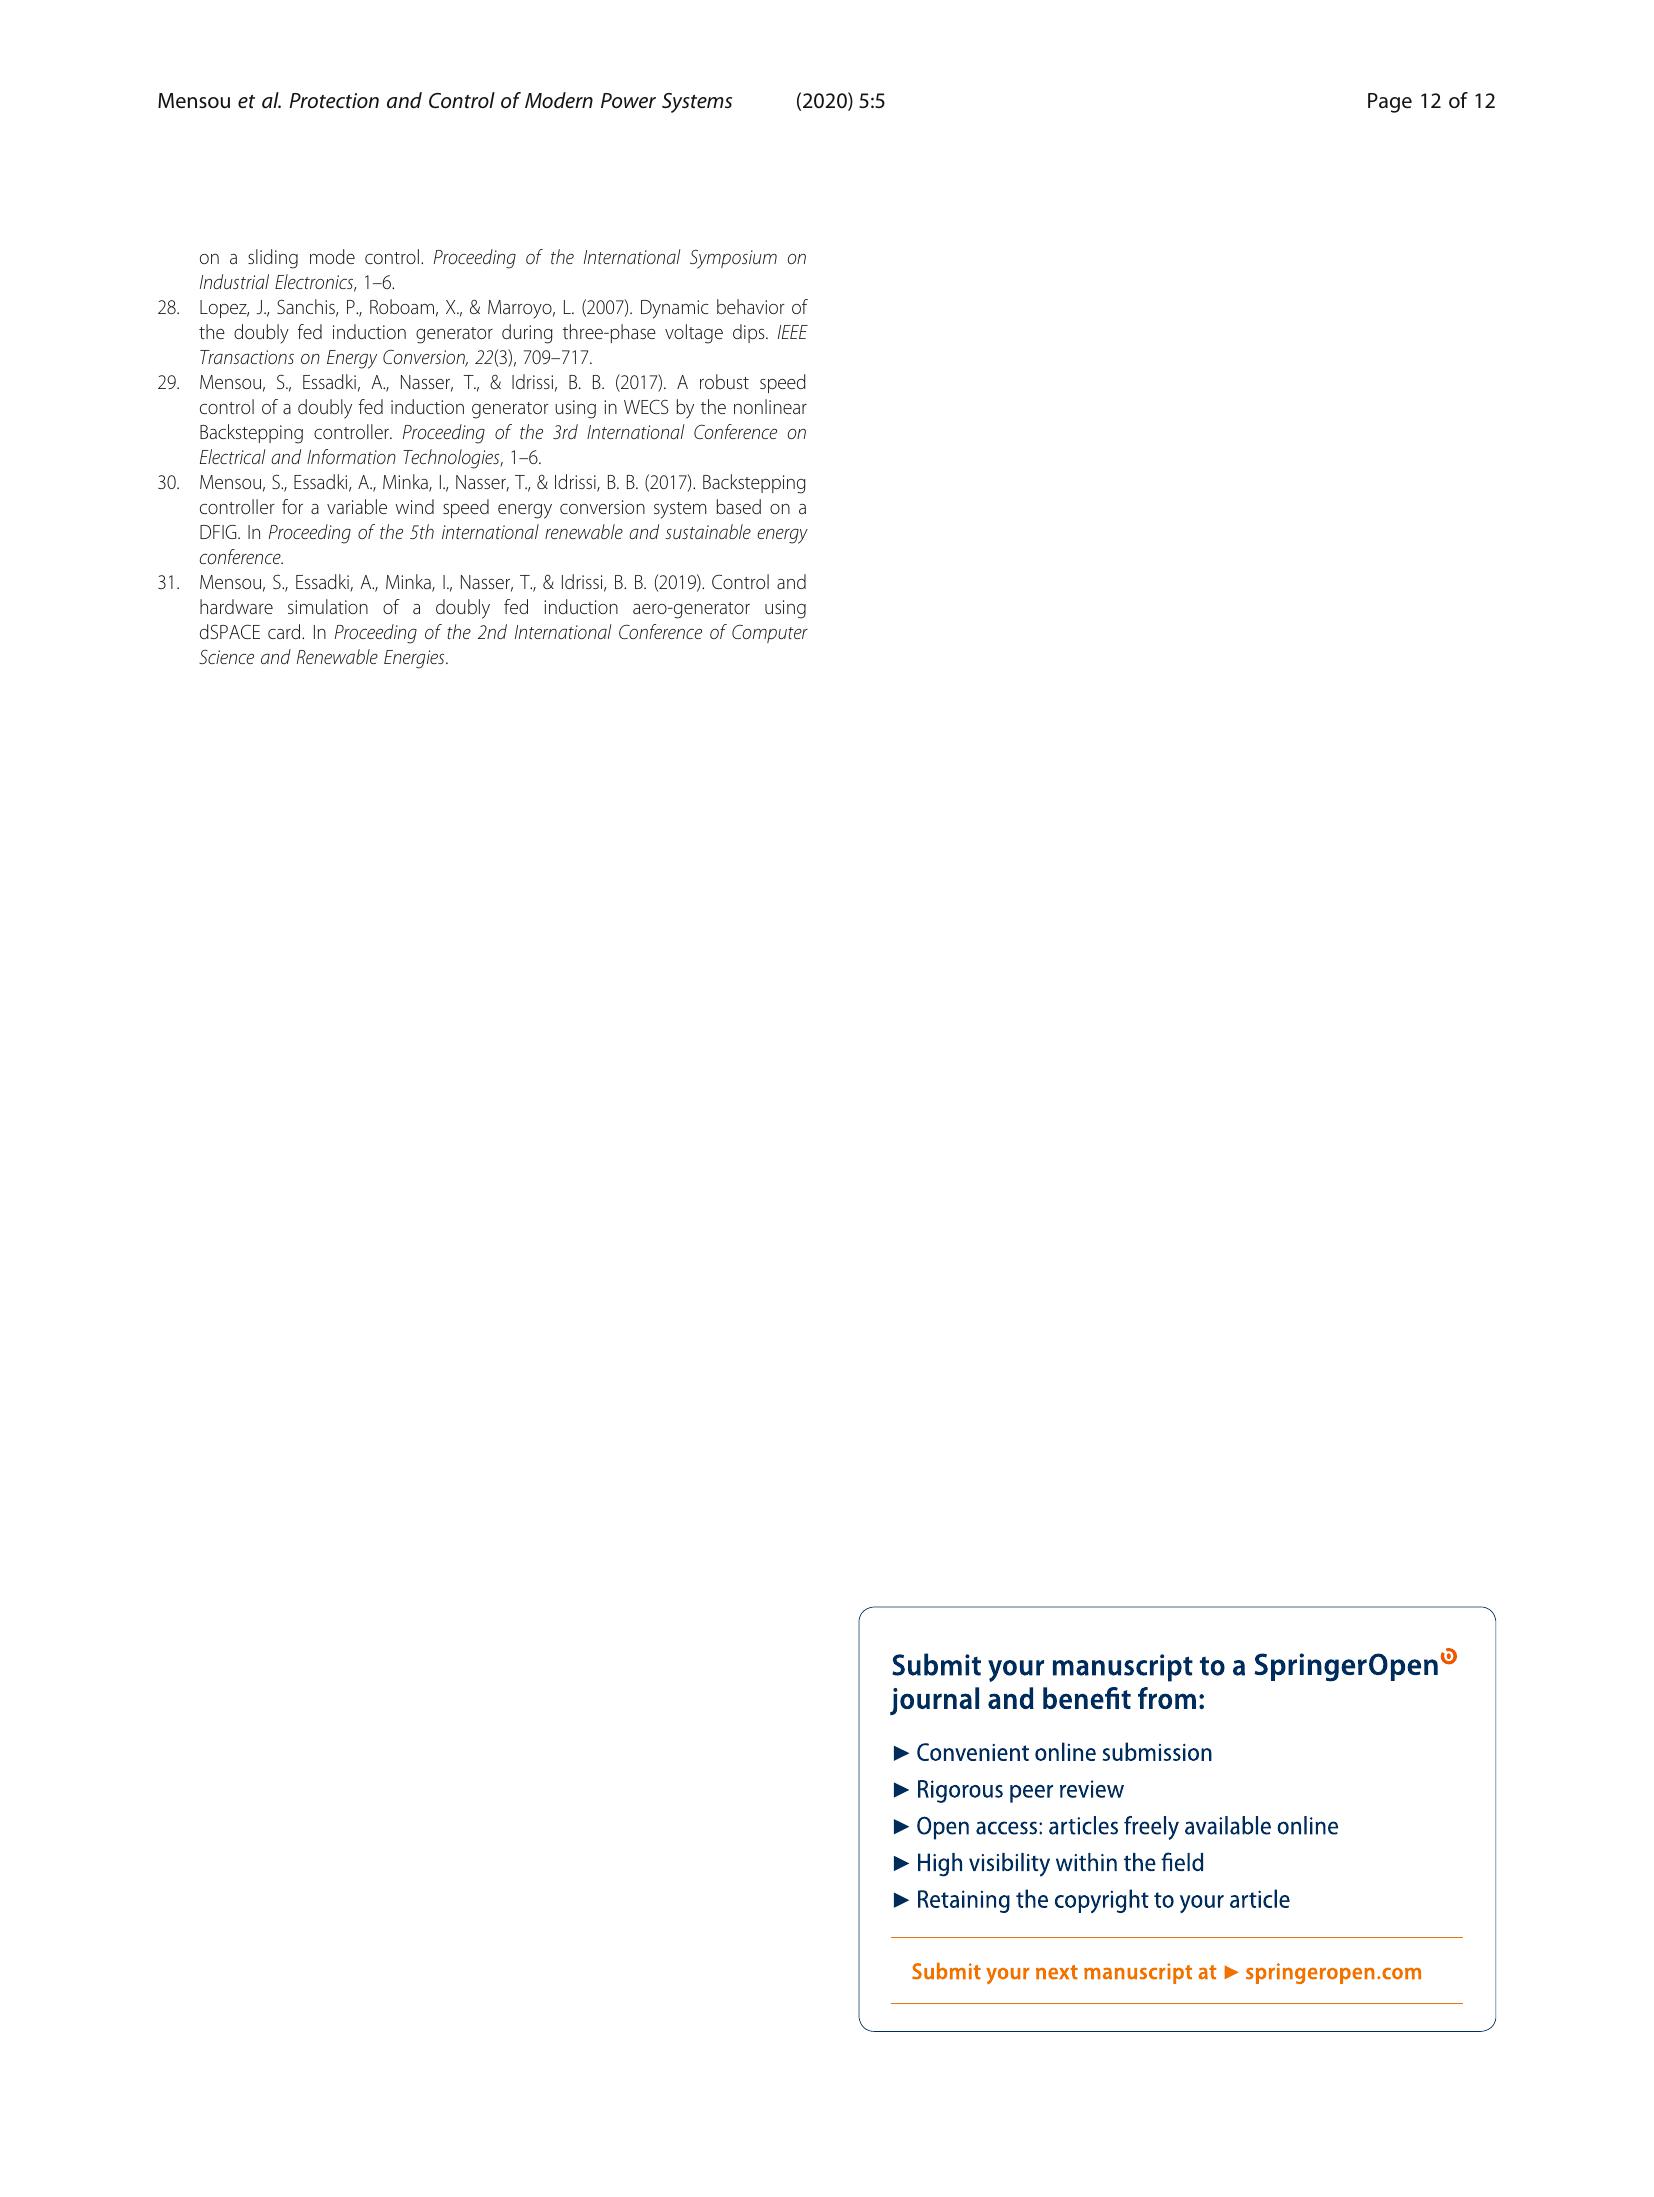 Mensou et al. Protection and Control of Modern Power Systems (2020) 5:5 Page 12 of 12
on a sliding mode control. Proceeding of the International Symposium on
Industrial Electronics, 1–6.
28. Lopez, J., Sanchis, P., Roboam, X., & Marroyo, L. (2007). Dynamic behavior of
the doubly fed induction generator during three-phase voltage dips. IEEE
Transactions on Energy Conversion, 22(3), 709–717.
29. Mensou, S., Essadki, A., Nasser, T., & Idrissi, B. B. (2017). A robust speed
control of a doubly fed induction generator using in WECS by the nonlinear
Backstepping controller. Proceeding of the 3rd International Conference on
Electrical and Information Technologies, 1–6.
30. Mensou, S., Essadki, A., Minka, I., Nasser, T., & Idrissi, B. B. (2017). Backstepping
controller for a variable wind speed energy conversion system based on a
DFIG. In Proceeding of the 5th international renewable and sustainable energy
conference.
31. Mensou, S., Essadki, A., Minka, I., Nasser, T., & Idrissi, B. B. (2019). Control and
hardware simulation of a doubly fed induction aero-generator using
dSPACE card. In Proceeding of the 2nd International Conference of Computer
Science and Renewable Energies.
Submit your manuscript to a SpringerOpen
journal and benefit from:
► Convenient online submission
► Rigorous peer review
► Open access: articles freely available online
► High visibility within the field
► Retaining the copyright to your article
Submit your next manuscript at ► springeropen.com